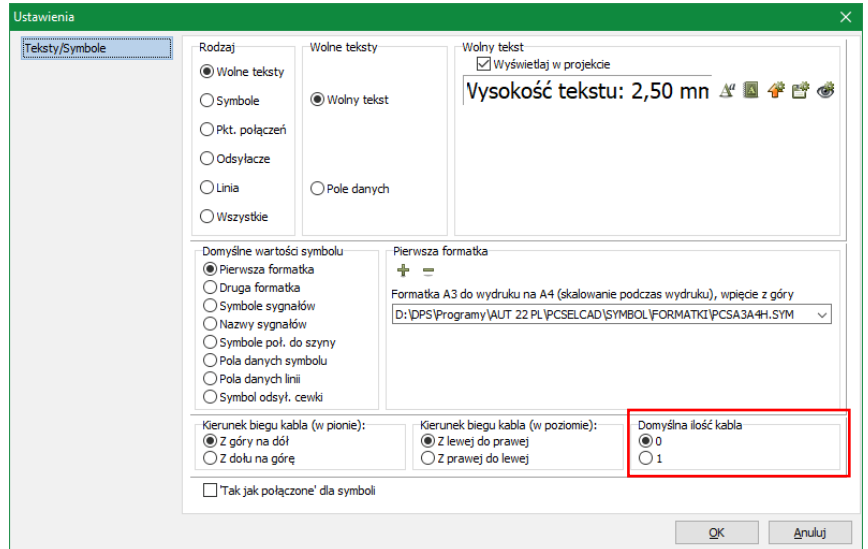 Ustawienia
Teksty/Symbole
Rodzaj
Wolne teksty
Symbole
Pkt. połączeń
Odsyłacze
Linia
Wszystkie
Wolne teksty
Wolny tekst
Pole danych
Wolny tekst
Wyświetlaj w projekcie
Wysokość tekstu: 2,50 mm
Domyślne wartości symbolu
Pierwsza formatka
Druga formatka
Symbole sygnałów
Nazwy sygnałów
Symbole poł. do szyny
Pola danych symbolu
Pola danych linii
Symbol odsył. cewki
Pierwsza formatka
Formatka A3 do wydruku na A4 (skalowanie podczas wydruku), wpięcie z góry
D:\DPS\Programy\AUT 22 PL\PCSELCAD\SYMBOL\FORMATKI\PCSA3A4H.SYM
Kierunek biegu kabla (w pionie):
Z góry na dół
Z dołu na górę
Kierunek biegu kabla (w poziomie):
Z lewej do prawej
Z prawej do lewej
Domyślna ilość kabla
0
1
'Tak jak połączone' dla symboli
OK
Anuluj